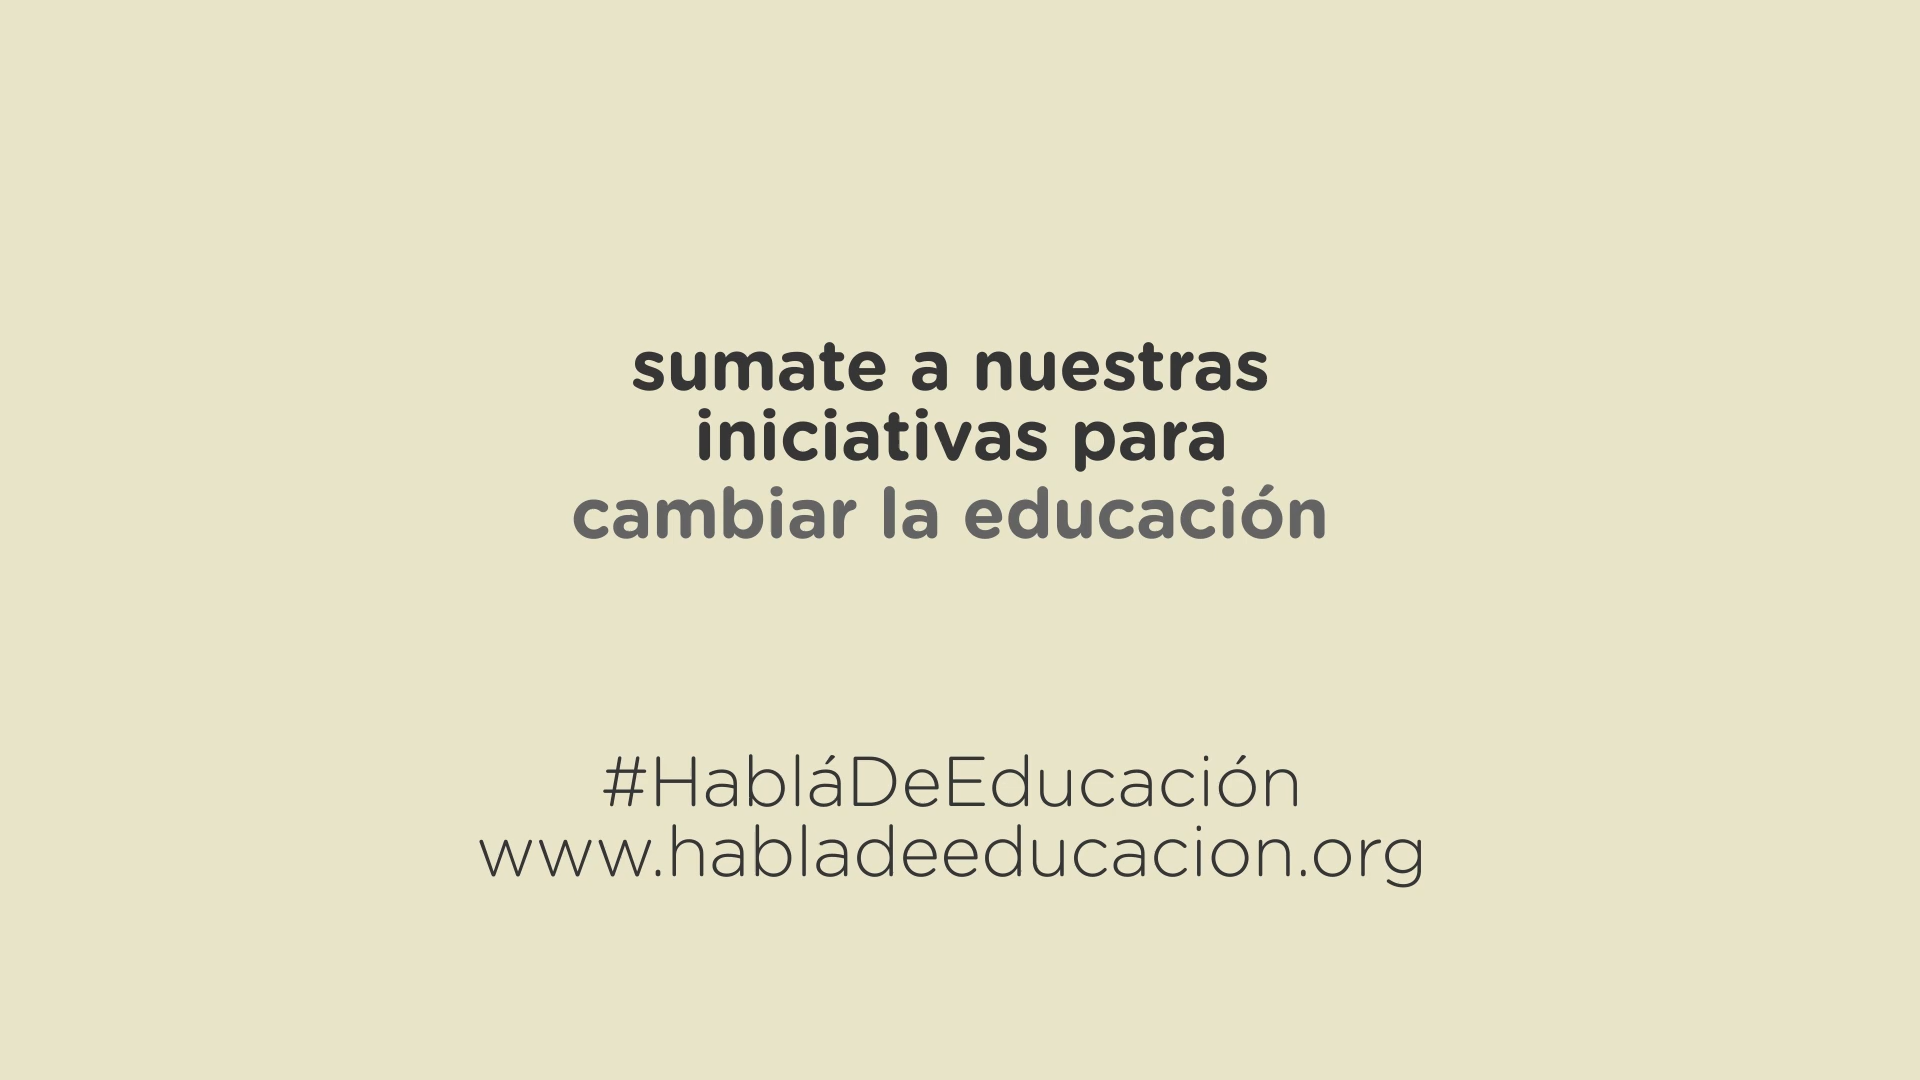 sumate a nuestras
iniciativas para
cambiar la educación
#HabláDeEducación
www.habladeeducacion.org